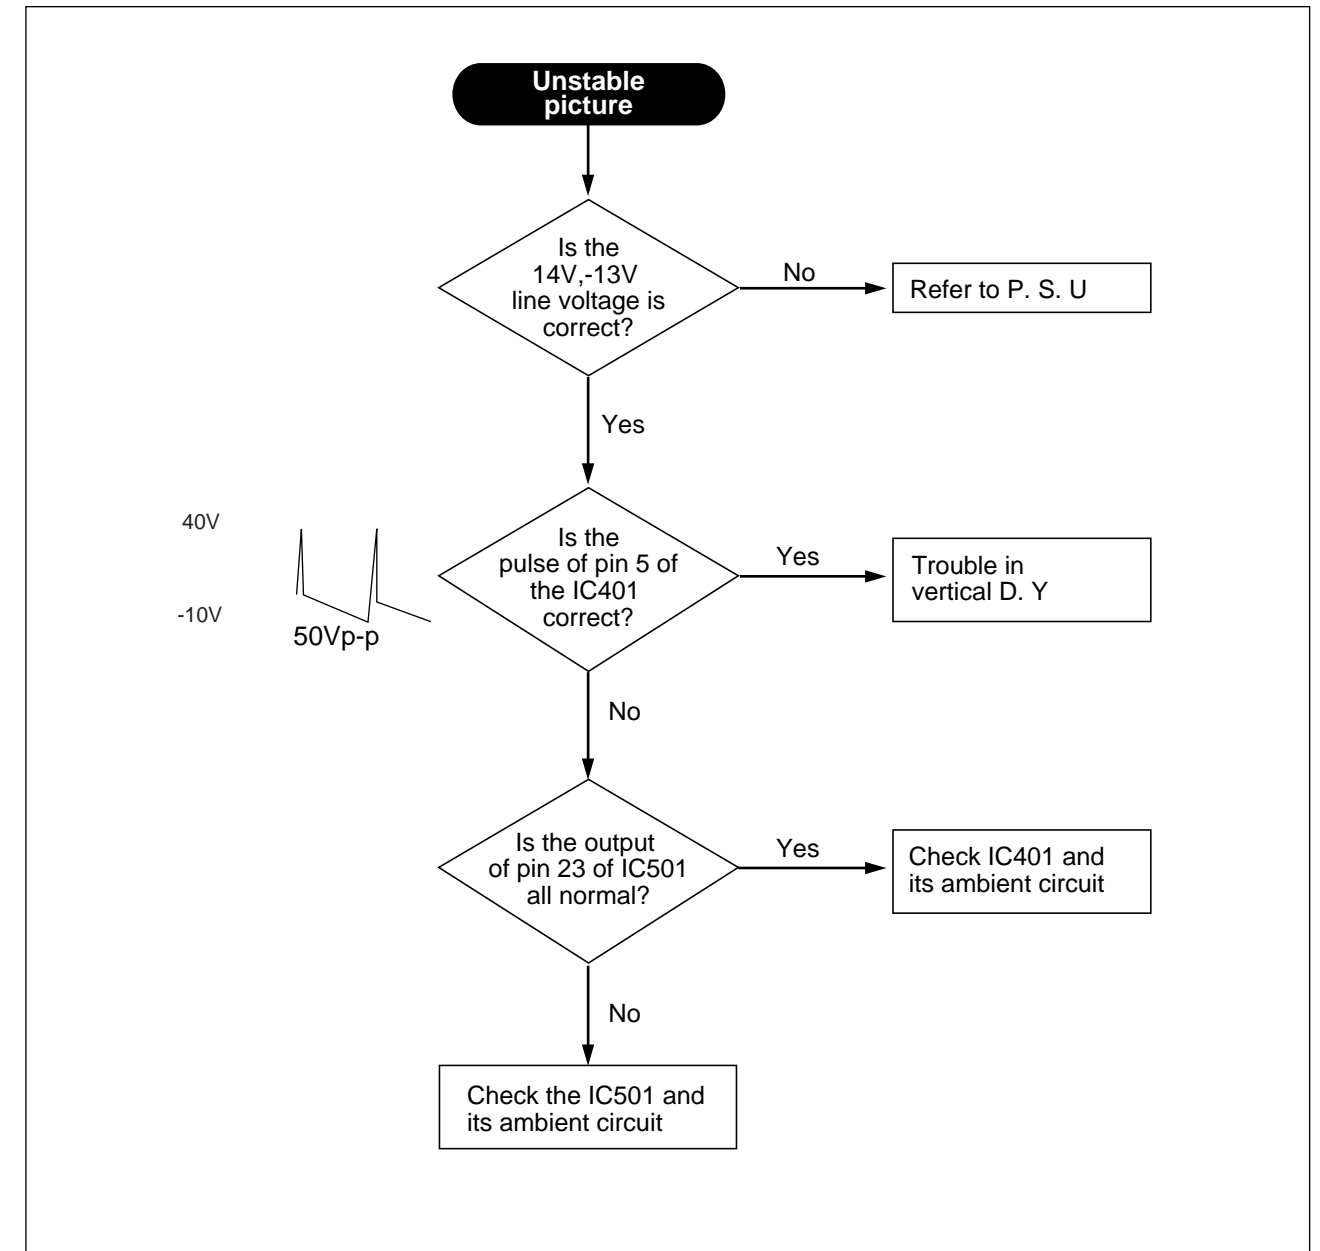 Unstable
picture
Is the
14V,-13V
line voltage is
correct?
No
Refer to P. S. U
Yes
40V
-10V
50Vp-p
Is the
pulse of pin 5 of
the IC401
correct?
Yes
Trouble in
vertical D. Y
No
Is the output
of pin 23 of IC501
all normal?
Yes
Check IC401 and
its ambient circuit
No
Check the IC501 and
its ambient circuit